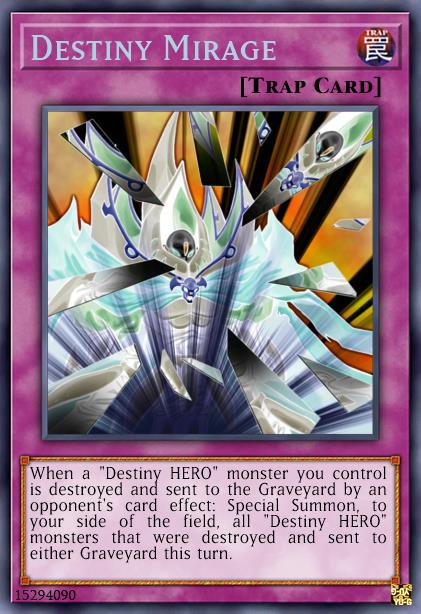 Destiny Mirage
TRAP
罠
[Trap Card]
When a "Destiny HERO" monster you control
is destroyed and sent to the Graveyard by an
opponent's card effect: Special Summon, to
your side of the field, all "Destiny HERO"
monsters that were destroyed and sent to
either Graveyard this turn.
15294090